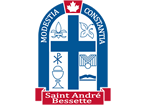 MODESTIA CONSTANTIA
Saint André
Bessette